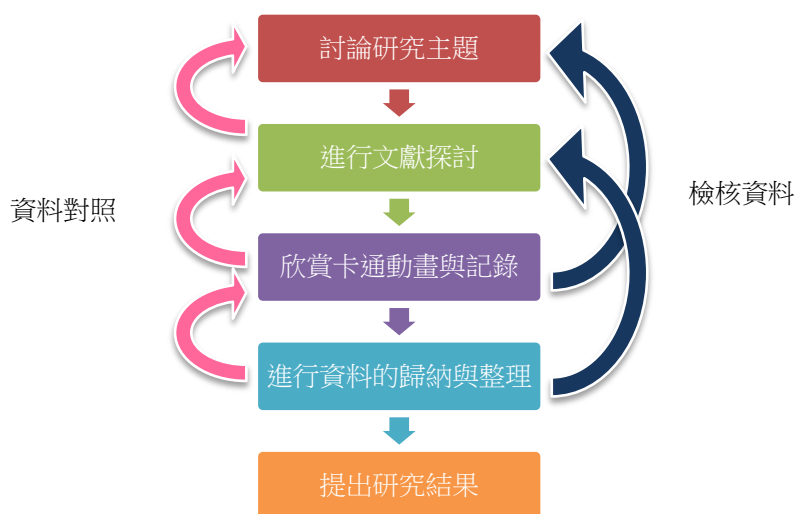 討論研究主題
進行文獻探討
資料對照
檢核資料
欣賞卡通動畫與記錄
進行資料的歸納與整理
提出研究結果